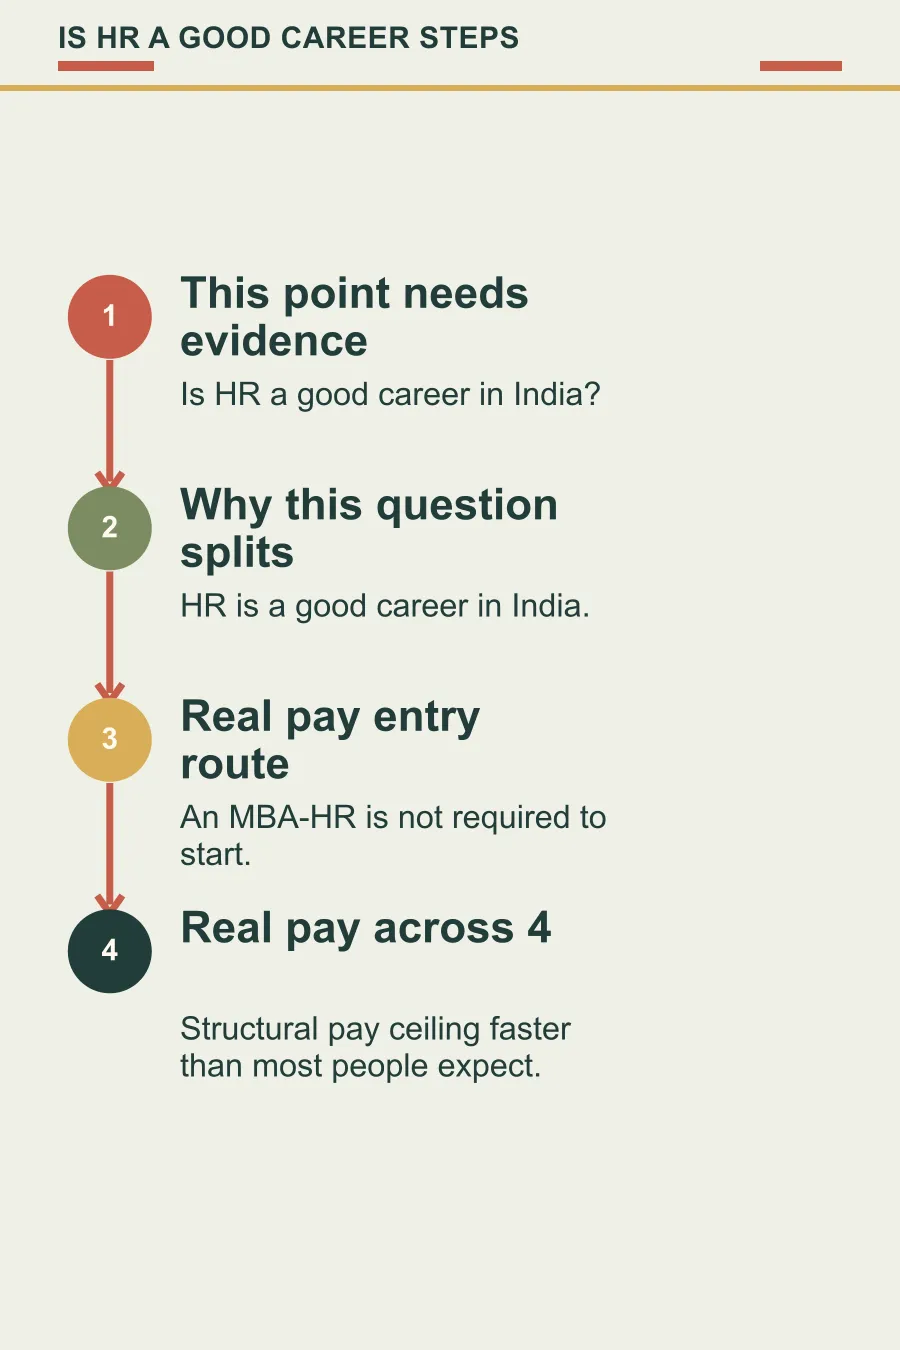 IS HR A GOOD CAREER STEPS
1
This point needs
evidence
Is HR a good career in India?
2
Why this question
splits
HR is a good career in India.
3
Real pay entry
route
An MBA-HR is not required to
start.
4
Real pay across 4
Structural pay ceiling faster
than most people expect.